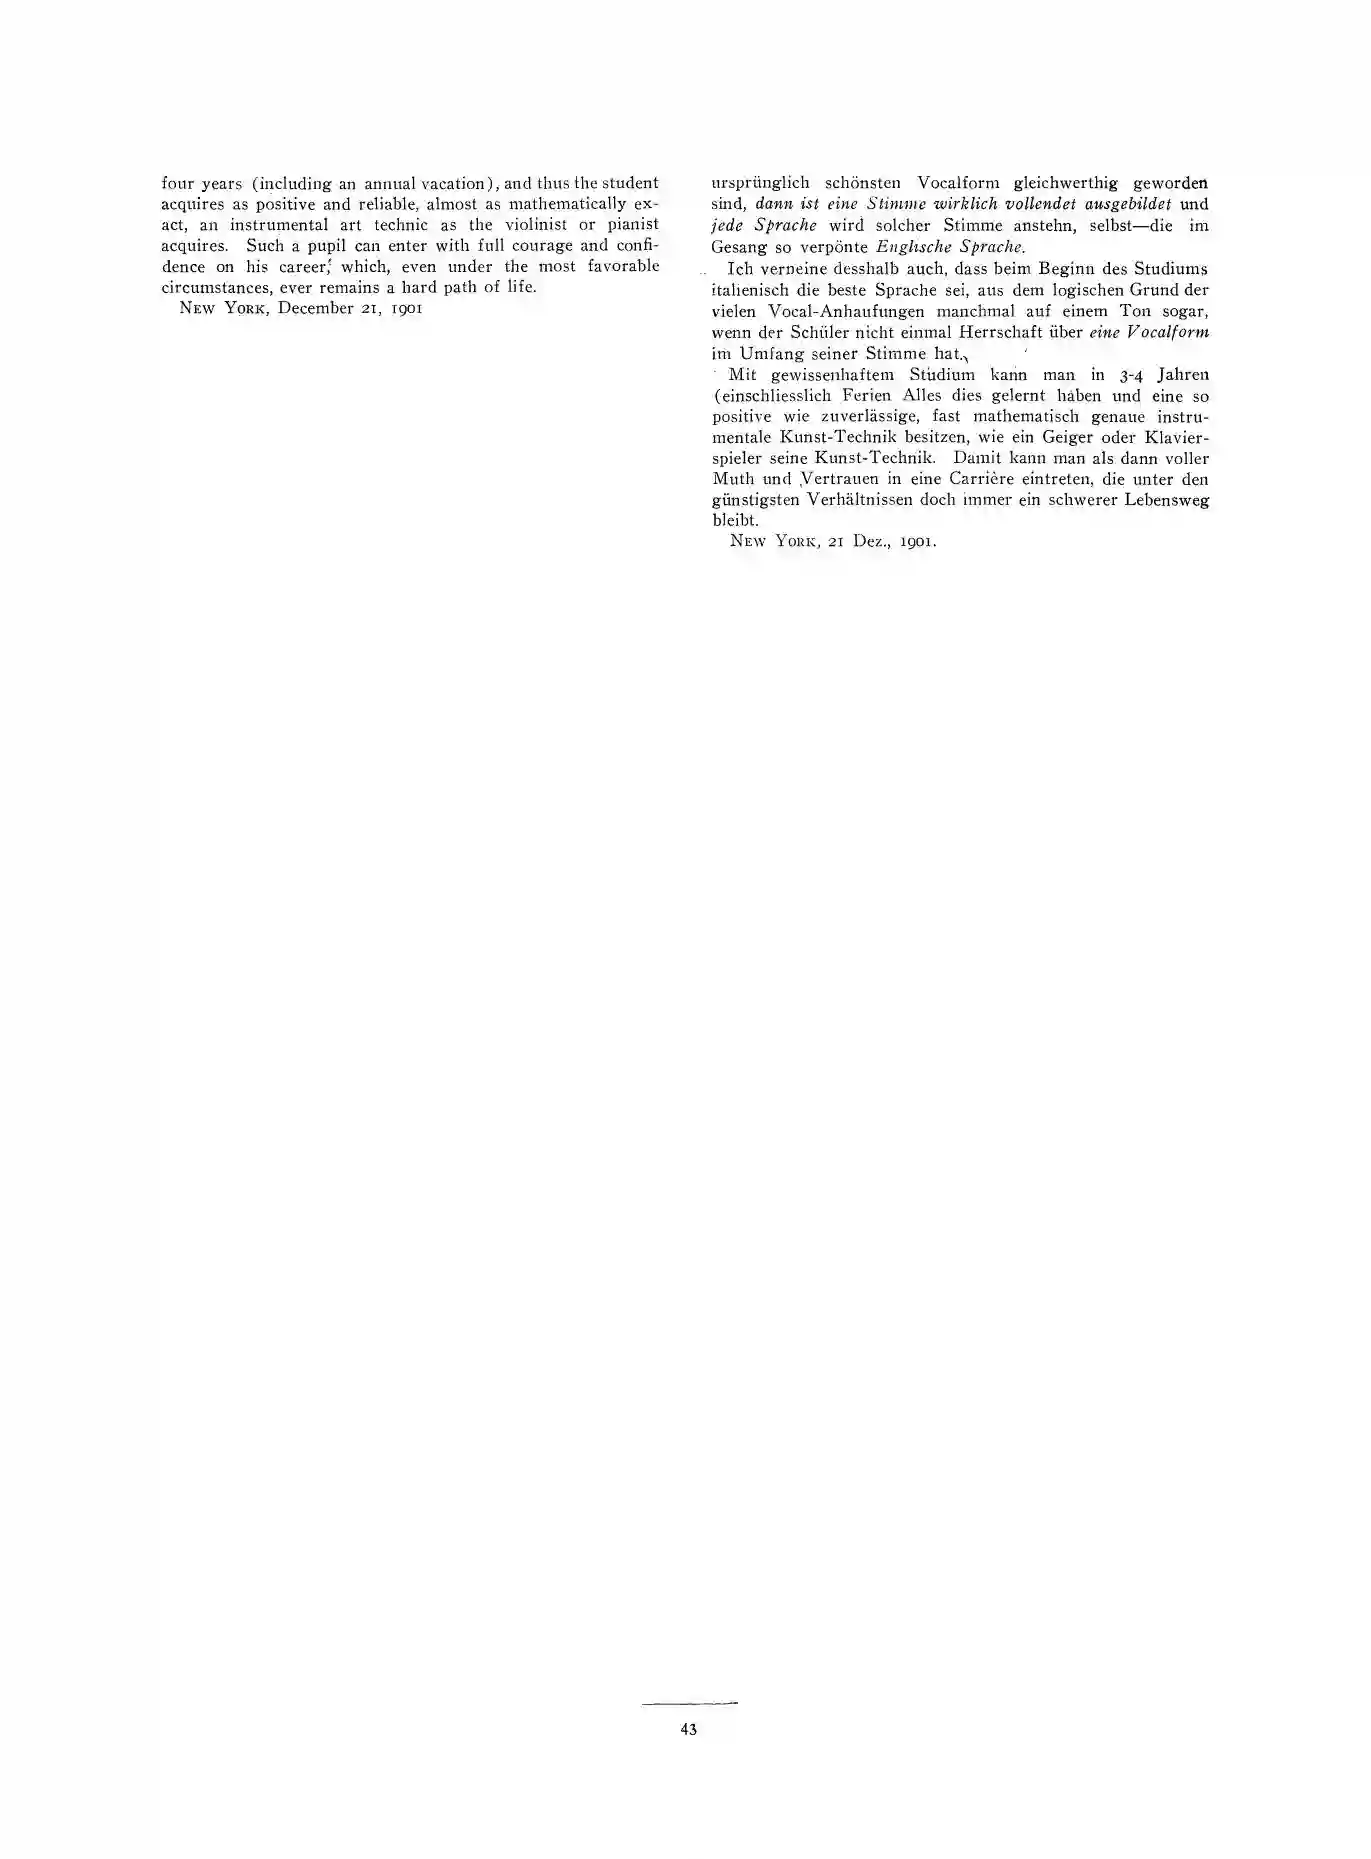 four years (including an annual vacation), and thus the student
acquires as positive and reliable, almost as mathematically ex-
act, an instrumental art technic as the violinist or pianist
acquires. Such a pupil can enter with full courage and confi-
dence on his career, which, even under the most favorable
circumstances, ever remains a hard path of life.
NEW YORK, December 21, 1901
ursprünglich schönsten Vocalform gleichwerthig geworden
sind, dann ist eine Stimme wirklich vollendet ausgebildet und
jede Sprache wird solcher Stimme anstehn, selbst—die im
Gesang so verpönte Englische Sprache.
Ich verneine desshalb auch, dass beim Beginn des Studiums
italienisch die beste Sprache sei, aus dem logischen Grund der
vielen Vocal-Anhaufungen manchmal auf einem Ton sogar,
wenn der Schüler nicht einmal Herrschaft über eine Vocalform
im Umfang seiner Stimme hat.
Mit gewissenhaftem Studium kann man in 3-4 Jahren
(einschliesslich Ferien Alles dies gelernt haben und eine so
positive wie zuverlässige, fast mathematisch genaue instru-
mentale Kunst-Technik besitzen, wie ein Geiger oder Klavier-
spieler seine Kunst-Technik. Damit kann man als dann voller
Muth und Vertrauen in eine Carrière eintreten, die unter den
günstigsten Verhältnissen doch immer ein schwerer Lebensweg
bleibt.
NEW YORK, 21 Dez., 1901.
43